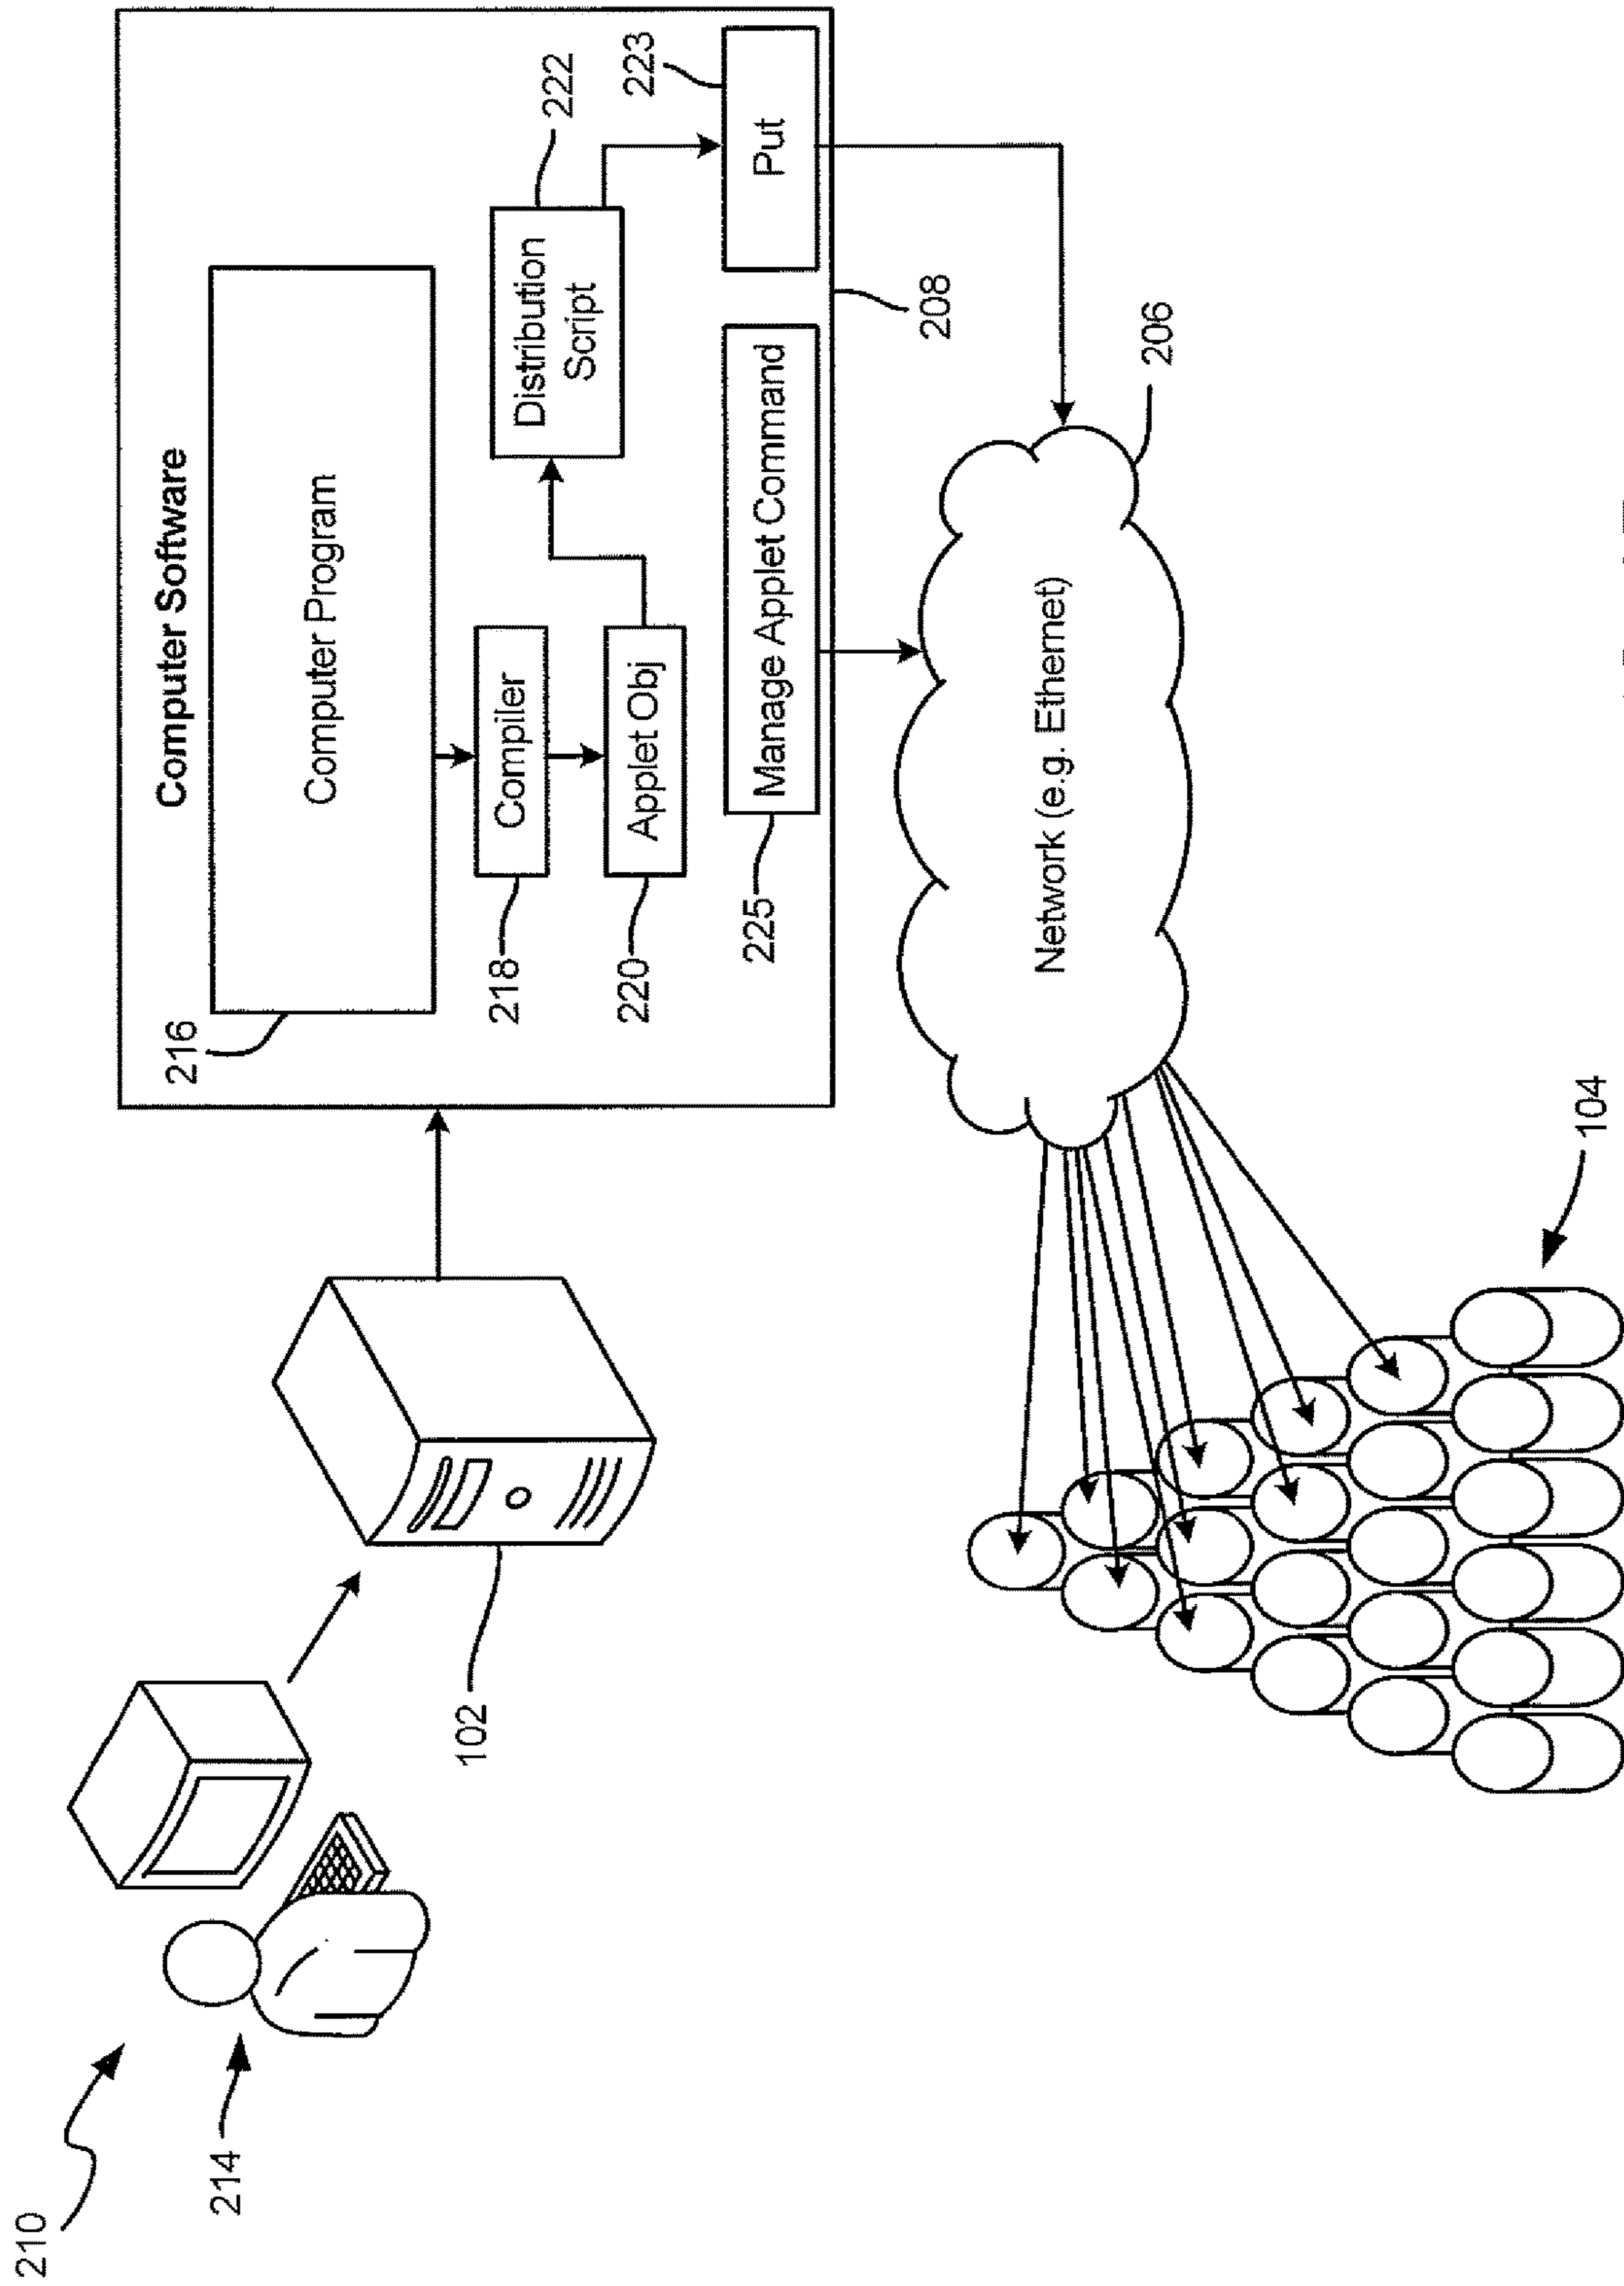 210
214
102
Computer Software
216
Computer Program
218
Compiler
220
Applet Obj
Distribution
Script
222
225
Manage Applet Command
Put
223
208
Network (e.g. Ethernet)
206
104